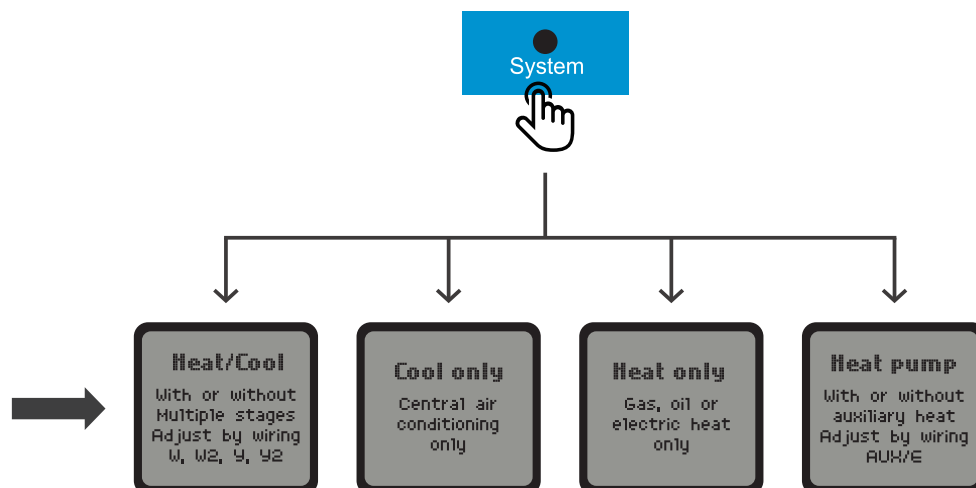 System
Heat/Cool
With or without
Multiple stages
Adjust by wiring
W, W2, Y, Y2
Cool only
Central air
conditioning
only
Heat only
Gas, oil or
electric heat
only
Heat pump
With or without
auxiliary heat
Adjust by wiring
AUX/E